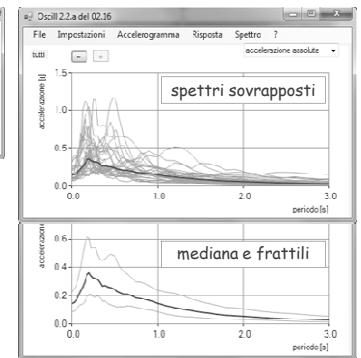 Oscill 2.2.a del 02.16
File Impostazioni Accelerogramma Risposta Spettro ?
tutti
accelerazione assoluta
accelerazione [g]
1.5
1.0
0.5
0.0
spettri sovrapposti
0.0 1.0 2.0 3.0
periodo [s]
accelerazione
0.6
0.4
0.2
0.0
mediana e frattili
0.0 1.0 2.0 3.0
periodo [s]